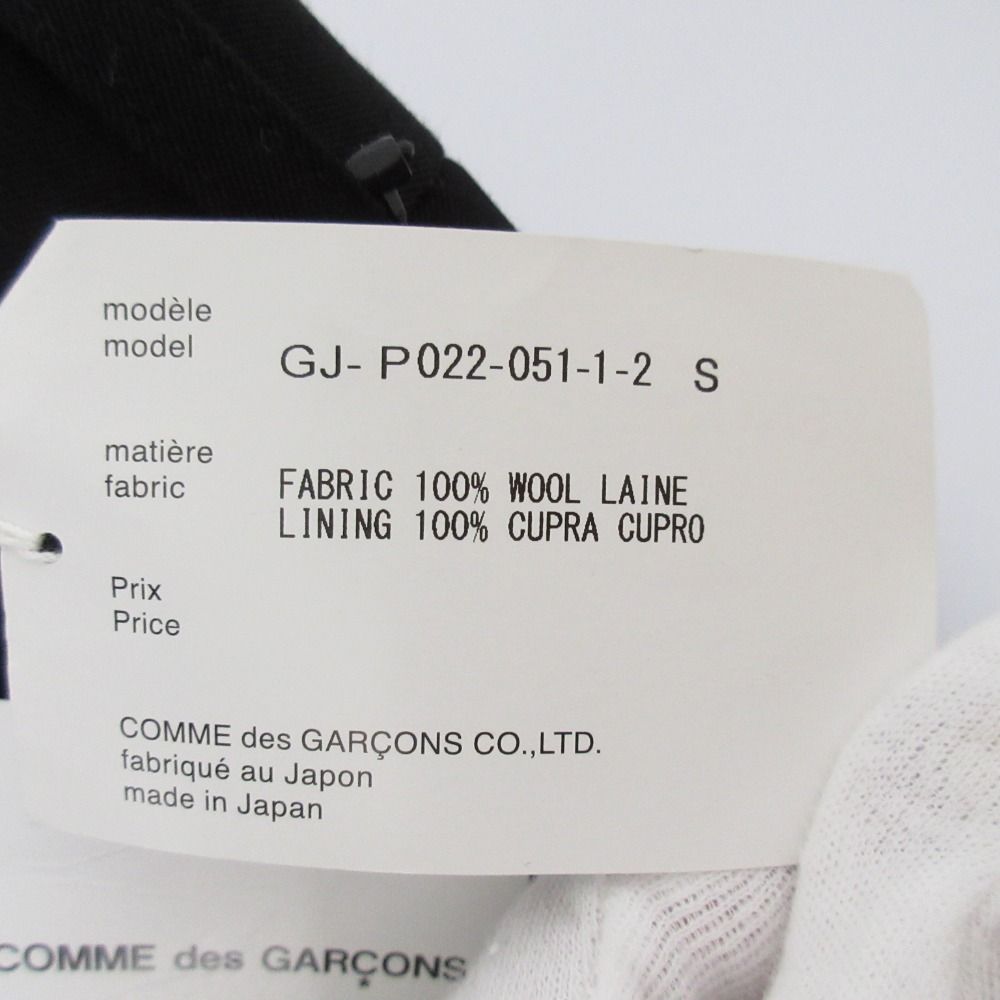 modèle
model
GJ- P022-051-1-2 S
matière
fabric
FABRIC 100% WOOL LAINE
LINING 100% CUPRA CUPRO
Prix
Price
COMME des GARÇONS CO.,LTD.
fabriqué au Japon
made in Japan
COMME des GARÇONS